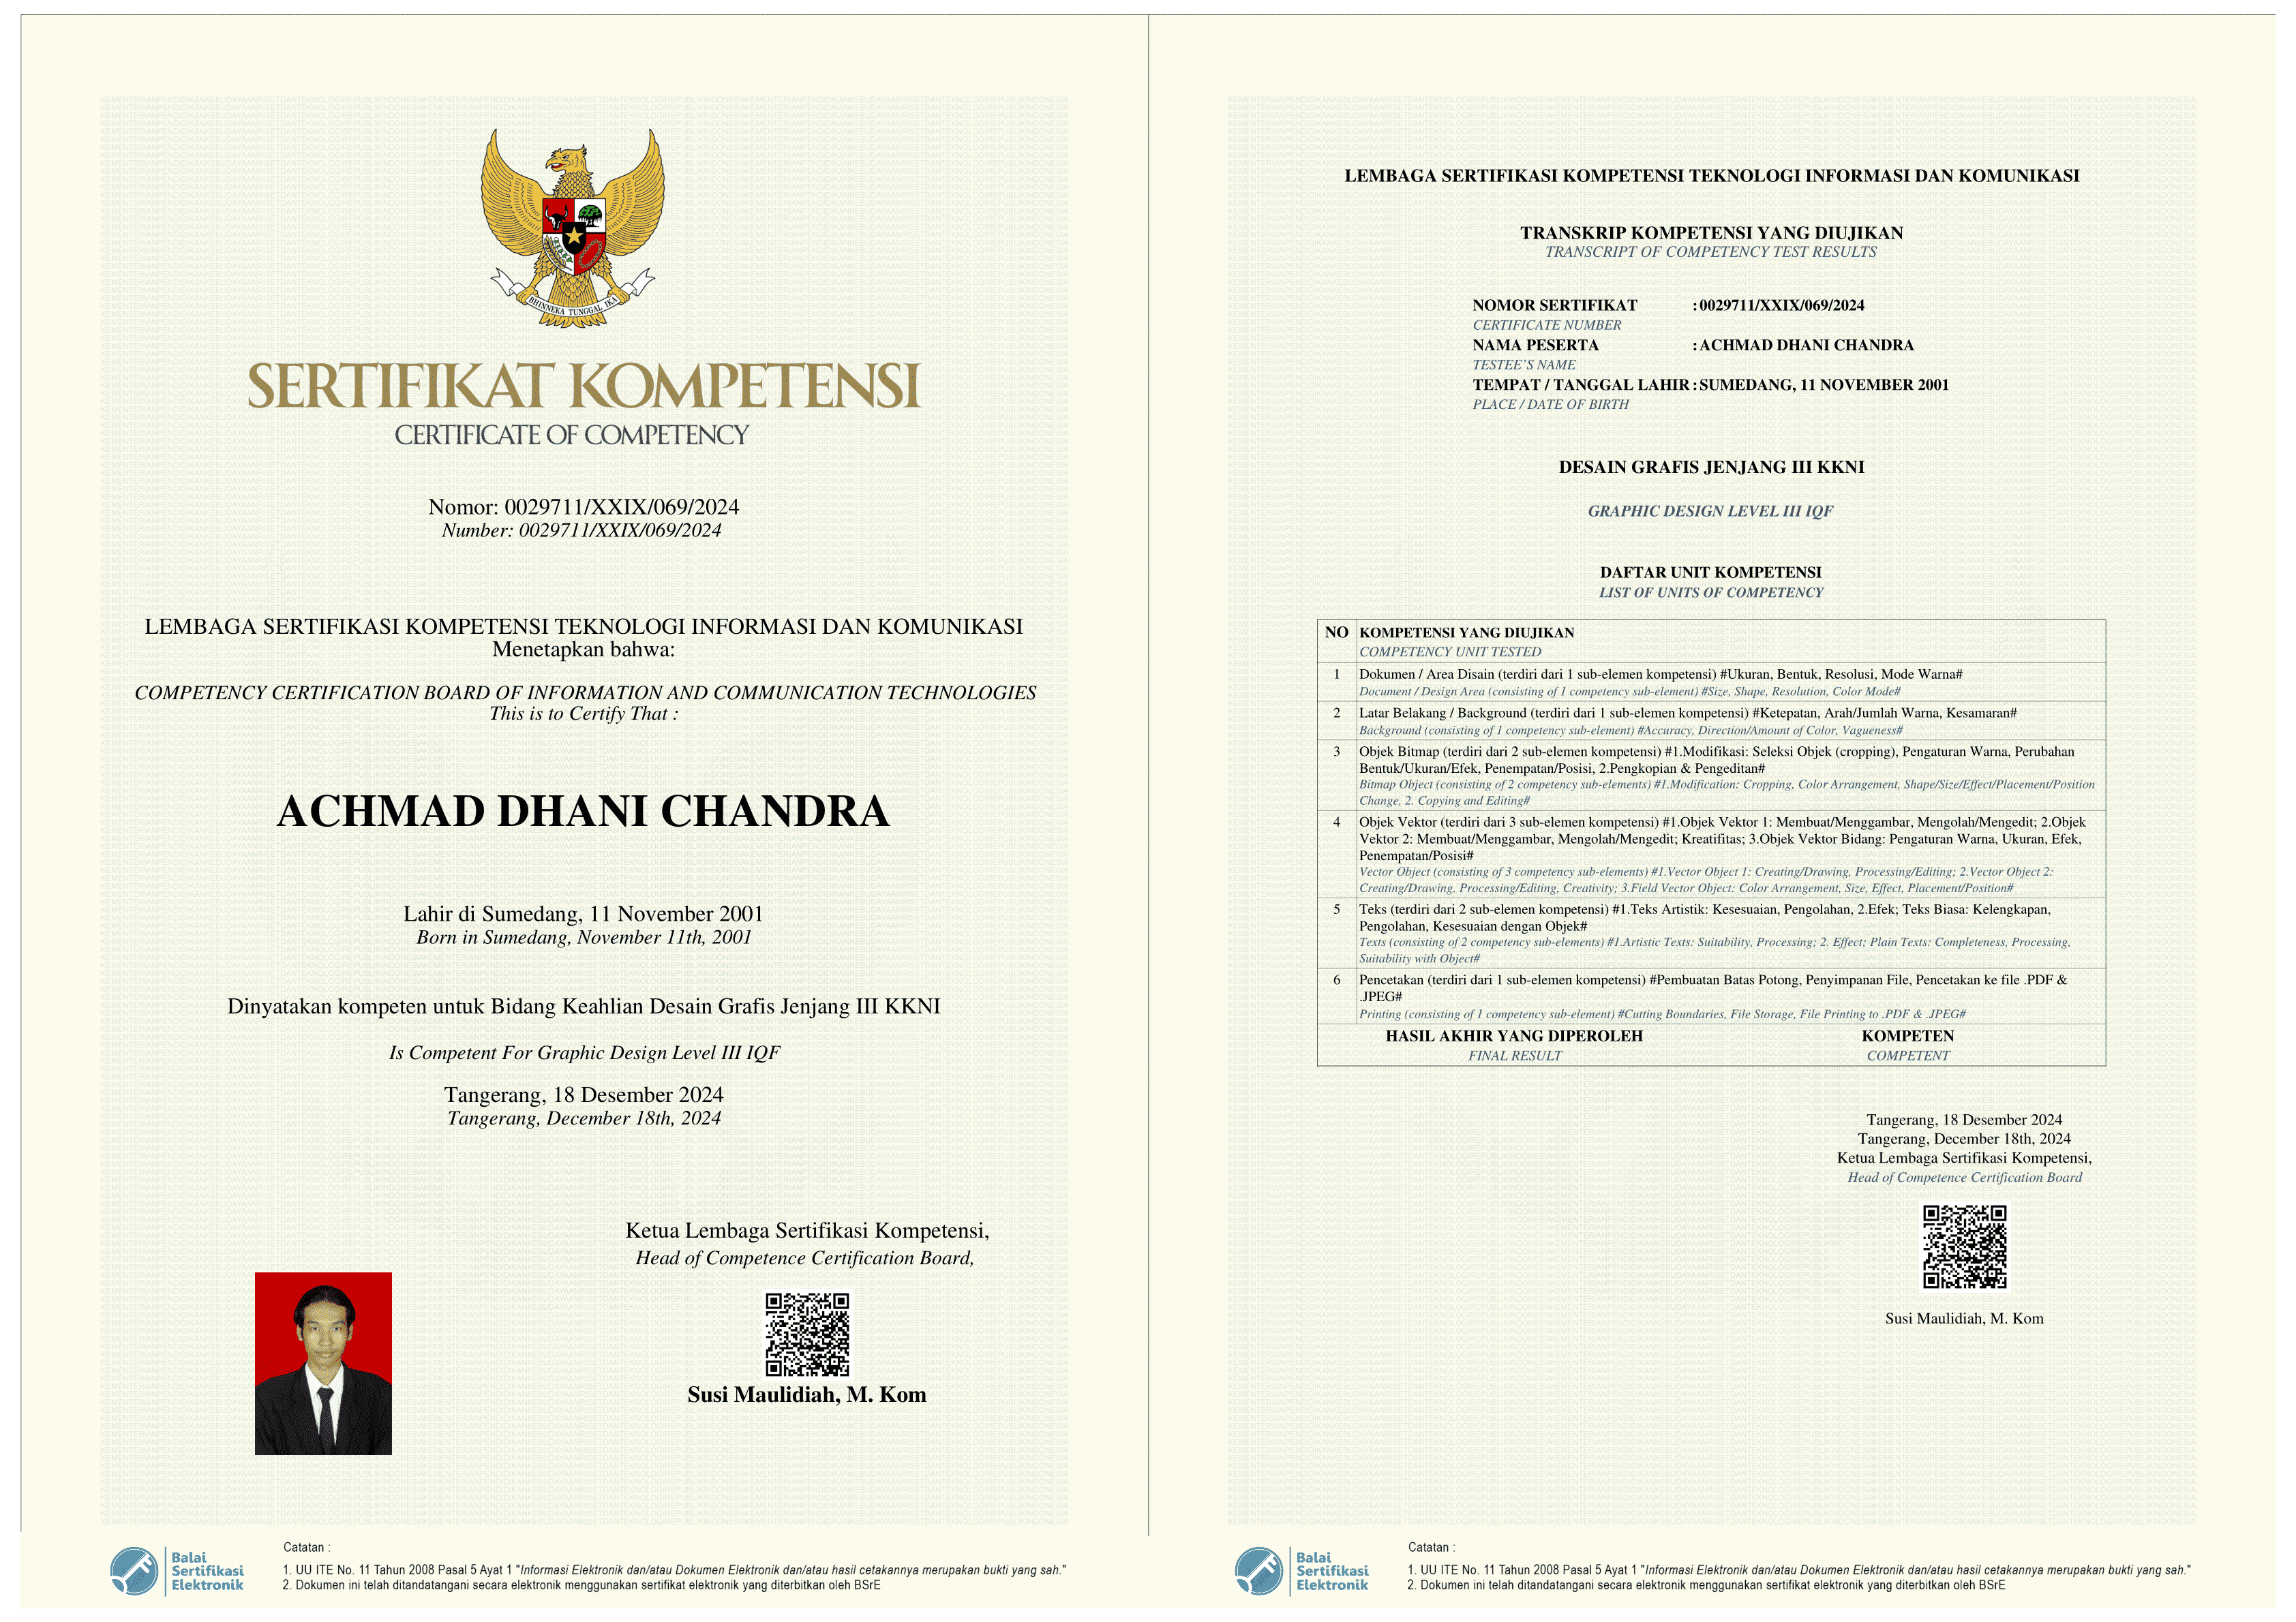 BHINNEKA TUNGGAL IKA
SERTIFIKAT KOMPETENSI
CERTIFICATE OF COMPETENCY
Nomor: 0029711/XXIX/069/2024
Number: 0029711/XXIX/069/2024
LEMBAGA SERTIFIKASI KOMPETENSI TEKNOLOGI INFORMASI DAN KOMUNIKASI
Menetapkan bahwa:
COMPETENCY CERTIFICATION BOARD OF INFORMATION AND COMMUNICATION TECHNOLOGIES
This is to Certify That :
ACHMAD DHANI CHANDRA
Lahir di Sumedang, 11 November 2001
Born in Sumedang, November 11th, 2001
Dinyatakan kompeten untuk Bidang Keahlian Desain Grafis Jenjang III KKNI
Is Competent For Graphic Design Level III IQF
Tangerang, 18 Desember 2024
Tangerang, December 18th, 2024
Ketua Lembaga Sertifikasi Kompetensi,
Head of Competence Certification Board,
Susi Maulidiah, M. Kom
Balai
Sertifikasi
Elektronik
Catatan :
1. UU ITE No. 11 Tahun 2008 Pasal 5 Ayat 1 "Informasi Elektronik dan/atau Dokumen Elektronik dan/atau hasil cetakannya merupakan bukti yang sah."
2. Dokumen ini telah ditandatangani secara elektronik menggunakan sertifikat elektronik yang diterbitkan oleh BSrE
LEMBAGA SERTIFIKASI KOMPETENSI TEKNOLOGI INFORMASI DAN KOMUNIKASI
TRANSKRIP KOMPETENSI YANG DIUJIKAN
TRANSCRIPT OF COMPETENCY TEST RESULTS
NOMOR SERTIFIKAT : 0029711/XXIX/069/2024
CERTIFICATE NUMBER
NAMA PESERTA : ACHMAD DHANI CHANDRA
TESTEE'S NAME
TEMPAT / TANGGAL LAHIR : SUMEDANG, 11 NOVEMBER 2001
PLACE / DATE OF BIRTH
DESAIN GRAFIS JENJANG III KKNI
GRAPHIC DESIGN LEVEL III IQF
DAFTAR UNIT KOMPETENSI
LIST OF UNITS OF COMPETENCY
NO KOMPETENSI YANG DIUJIKAN
COMPETENCY UNIT TESTED
1 Dokumen / Area Disain (terdiri dari 1 sub-elemen kompetensi) #Ukuran, Bentuk, Resolusi, Mode Warna#
Document / Design Area (consisting of 1 competency sub-element) #Size, Shape, Resolution, Color Mode#
2 Latar Belakang / Background (terdiri dari 1 sub-elemen kompetensi) #Ketepatan, Arah/Jumlah Warna, Kesamaran#
Background (consisting of 1 competency sub-element) #Accuracy, Direction/Amount of Color, Vagueness#
3 Objek Bitmap (terdiri dari 2 sub-elemen kompetensi) #1.Modifikasi: Seleksi Objek (cropping), Pengaturan Warna, Perubahan
Bentuk/Ukuran/Efek, Penempatan/Posisi, 2.Pengkopian & Pengeditan#
Bitmap Object (consisting of 2 competency sub-elements) #1.Modification: Cropping, Color Arrangement, Shape/Size/Effect/Placement/Position
Change, 2. Copying and Editing#
4 Objek Vektor (terdiri dari 3 sub-elemen kompetensi) #1.Objek Vektor 1: Membuat/Menggambar, Mengolah/Mengedit; 2.Objek
Vektor 2: Membuat/Menggambar, Mengolah/Mengedit; Kreatifitas; 3.Objek Vektor Bidang: Pengaturan Warna, Ukuran, Efek,
Penempatan/Posisi#
Vector Object (consisting of 3 competency sub-elements) #1.Vector Object 1: Creating/Drawing, Processing/Editing; 2.Vector Object 2:
Creating/Drawing, Processing/Editing, Creativity; 3.Field Vector Object: Color Arrangement, Size, Effect, Placement/Position#
5 Teks (terdiri dari 2 sub-elemen kompetensi) #1.Teks Artistik: Kesesuaian, Pengolahan, 2.Efek; Teks Biasa: Kelengkapan,
Pengolahan, Kesesuaian dengan Objek#
Texts (consisting of 2 competency sub-elements) #1.Artistic Texts: Suitability, Processing; 2. Effect; Plain Texts: Completeness, Processing,
Suitability with Object#
6 Pencetakan (terdiri dari 1 sub-elemen kompetensi) #Pembuatan Batas Potong, Penyimpanan File, Pencetakan ke file .PDF &
.JPEG#
Printing (consisting of 1 competency sub-element) #Cutting Boundaries, File Storage, File Printing to .PDF & .JPEG#
HASIL AKHIR YANG DIPEROLEH KOMPETEN
FINAL RESULT COMPETENT
Tangerang, 18 Desember 2024
Tangerang, December 18th, 2024
Ketua Lembaga Sertifikasi Kompetensi,
Head of Competence Certification Board
Susi Maulidiah, M. Kom
Balai
Sertifikasi
Elektronik
Catatan :
1. UU ITE No. 11 Tahun 2008 Pasal 5 Ayat 1 "Informasi Elektronik dan/atau Dokumen Elektronik dan/atau hasil cetakannya merupakan bukti yang sah."
2. Dokumen ini telah ditandatangani secara elektronik menggunakan sertifikat elektronik yang diterbitkan oleh BSrE